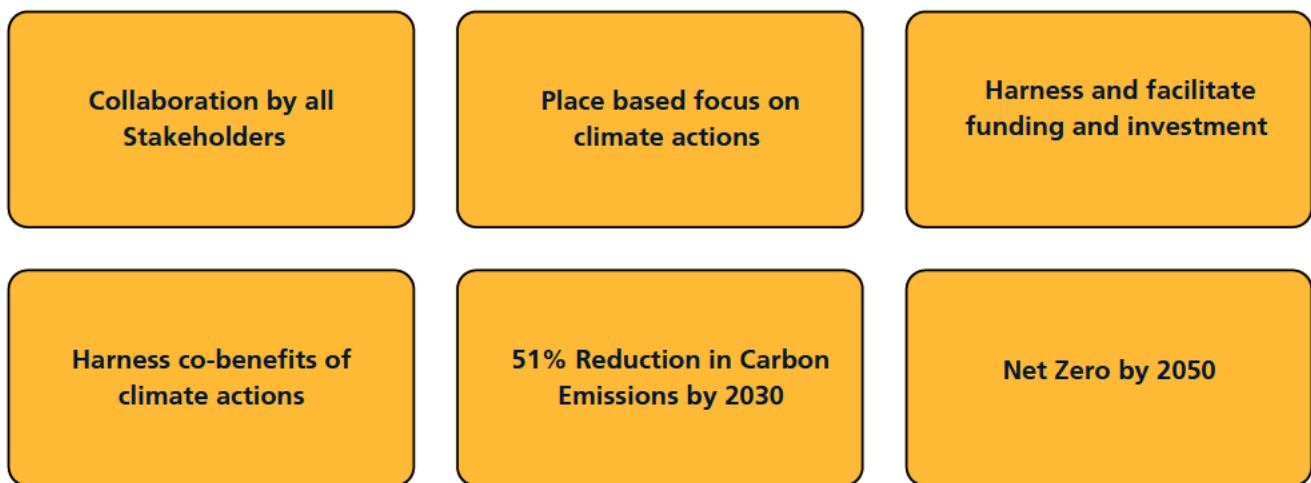 Collaboration by all
Stakeholders
Place based focus on
climate actions
Harness and facilitate
funding and investment
Harness co-benefits of
climate actions
51% Reduction in Carbon
Emissions by 2030
Net Zero by 2050